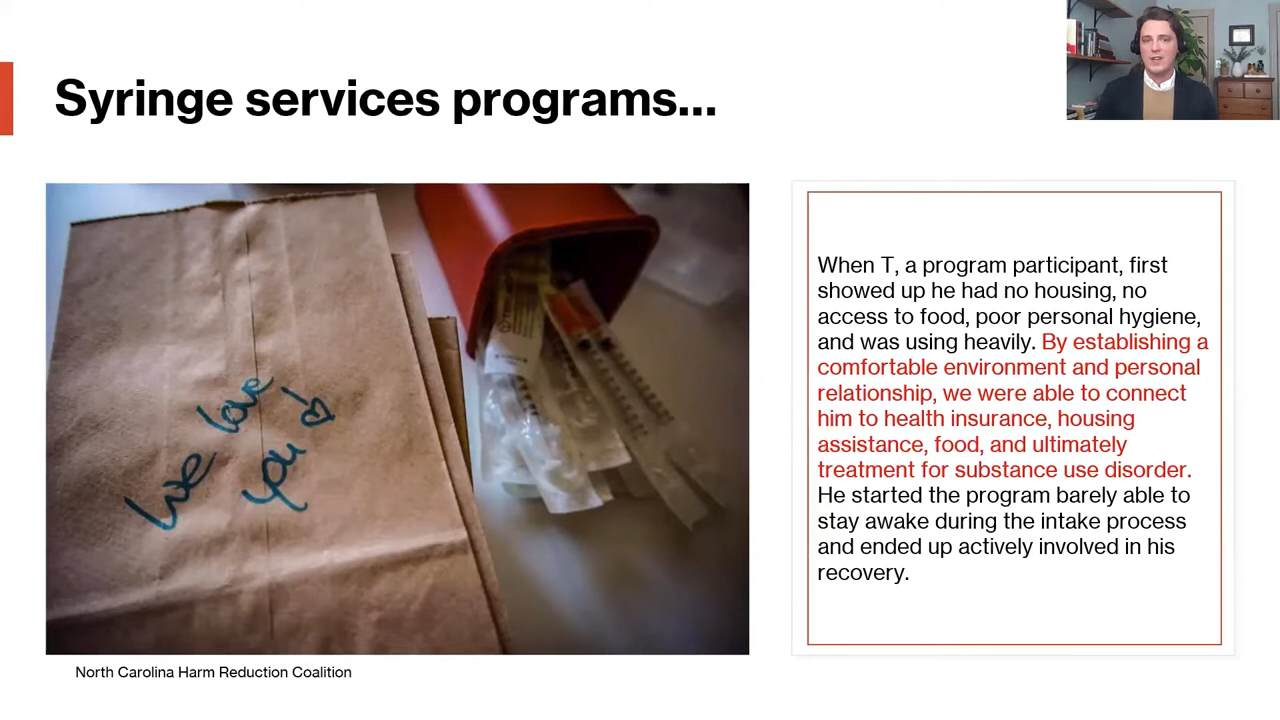 Syringe services programs...
We love
you!
When T, a program participant, first
showed up he had no housing, no
access to food, poor personal hygiene,
and was using heavily. By establishing a
comfortable environment and personal
relationship, we were able to connect
him to health insurance, housing
assistance, food, and ultimately
treatment for substance use disorder.
He started the program barely able to
stay awake during the intake process
and ended up actively involved in his
recovery.
North Carolina Harm Reduction Coalition